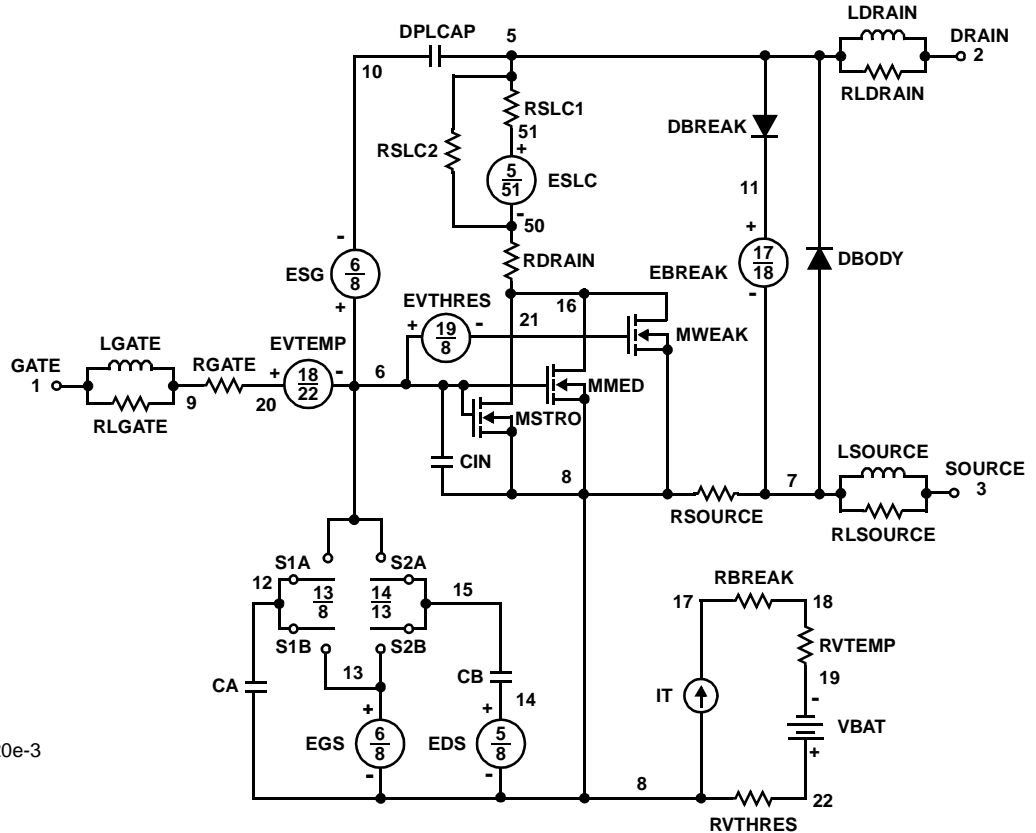 LDRAIN
DPLCAP 5 DRAIN
10 2
RLDRAIN
RSLC1
DBREAK
51
RSLC2 +
5
51
ESLC
11
-
50
- +
17
18
6
8
RDRAIN DBODY
ESG EBREAK
EVTHRES -
+ 16
+ 19
8
- 21
MWEAK
LGATE EVTEMP
GATE RGATE + 18
22
- 6
MMED
1
9 20
MSTRO
RLGATE
LSOURCE
CIN 8 7 SOURCE
3
RSOURCE
RLSOURCE
S1A S2A
12 13
8
14
13
15
RBREAK
17 18
S1B S2B
RVTEMP
13 CB 19
CA 14 IT -
+ +
VBAT
EGS 6
8
EDS 5
8
+
- -
20e-3
8 22
RVTHRES